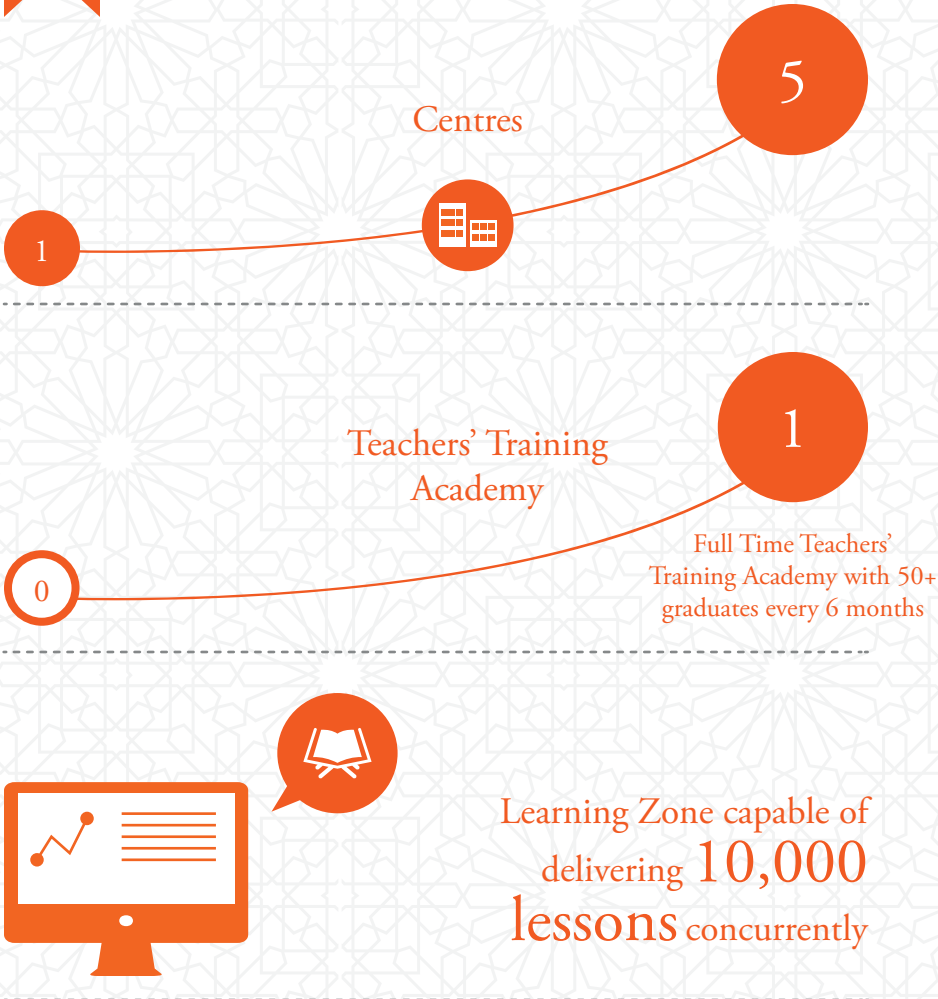 5
Centres
1
1
Teachers’ Training
Academy
Full Time Teachers’
Training Academy with 50+
graduates every 6 months
0
Learning Zone capable of
delivering 10,000
lessons concurrently